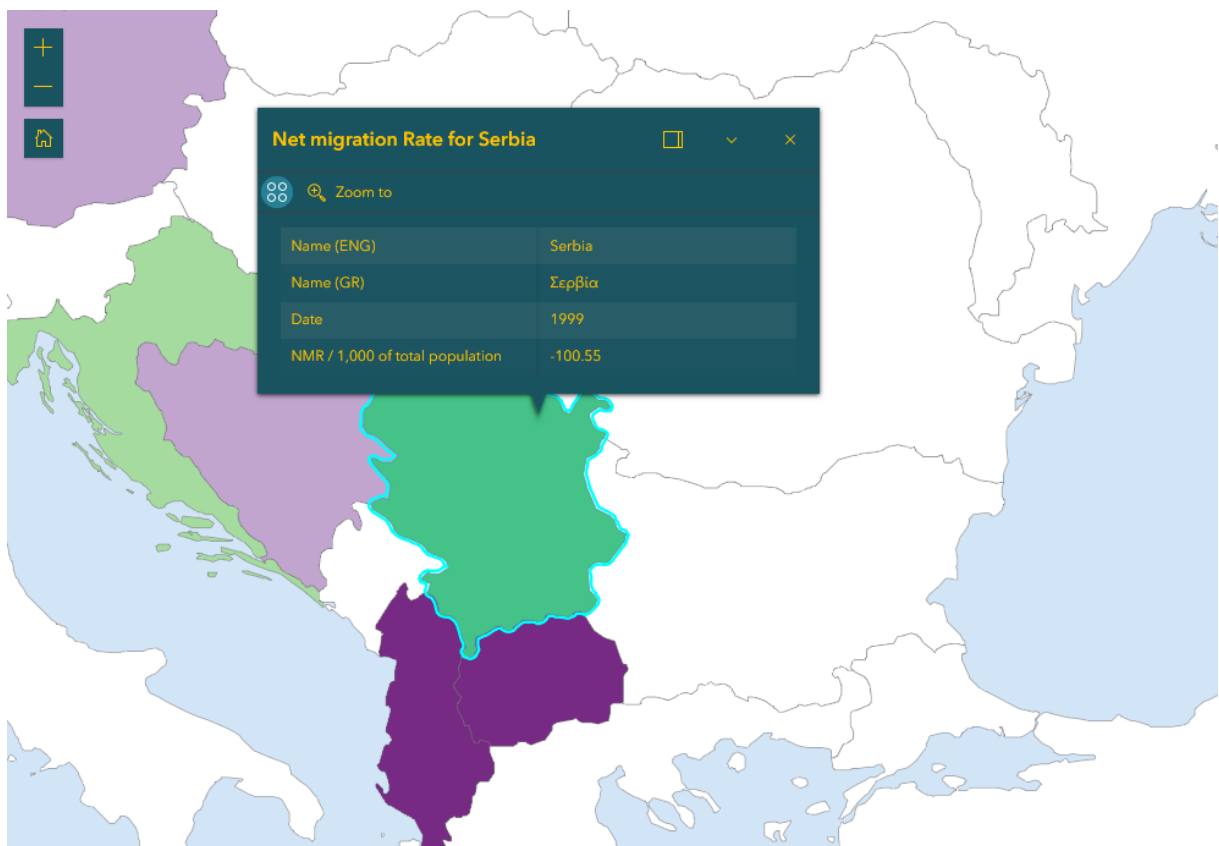 Net migration Rate for Serbia
Zoom to
Name (ENG) Serbia
Name (GR) Σερβία
Date 1999
NMR / 1,000 of total population -100.55